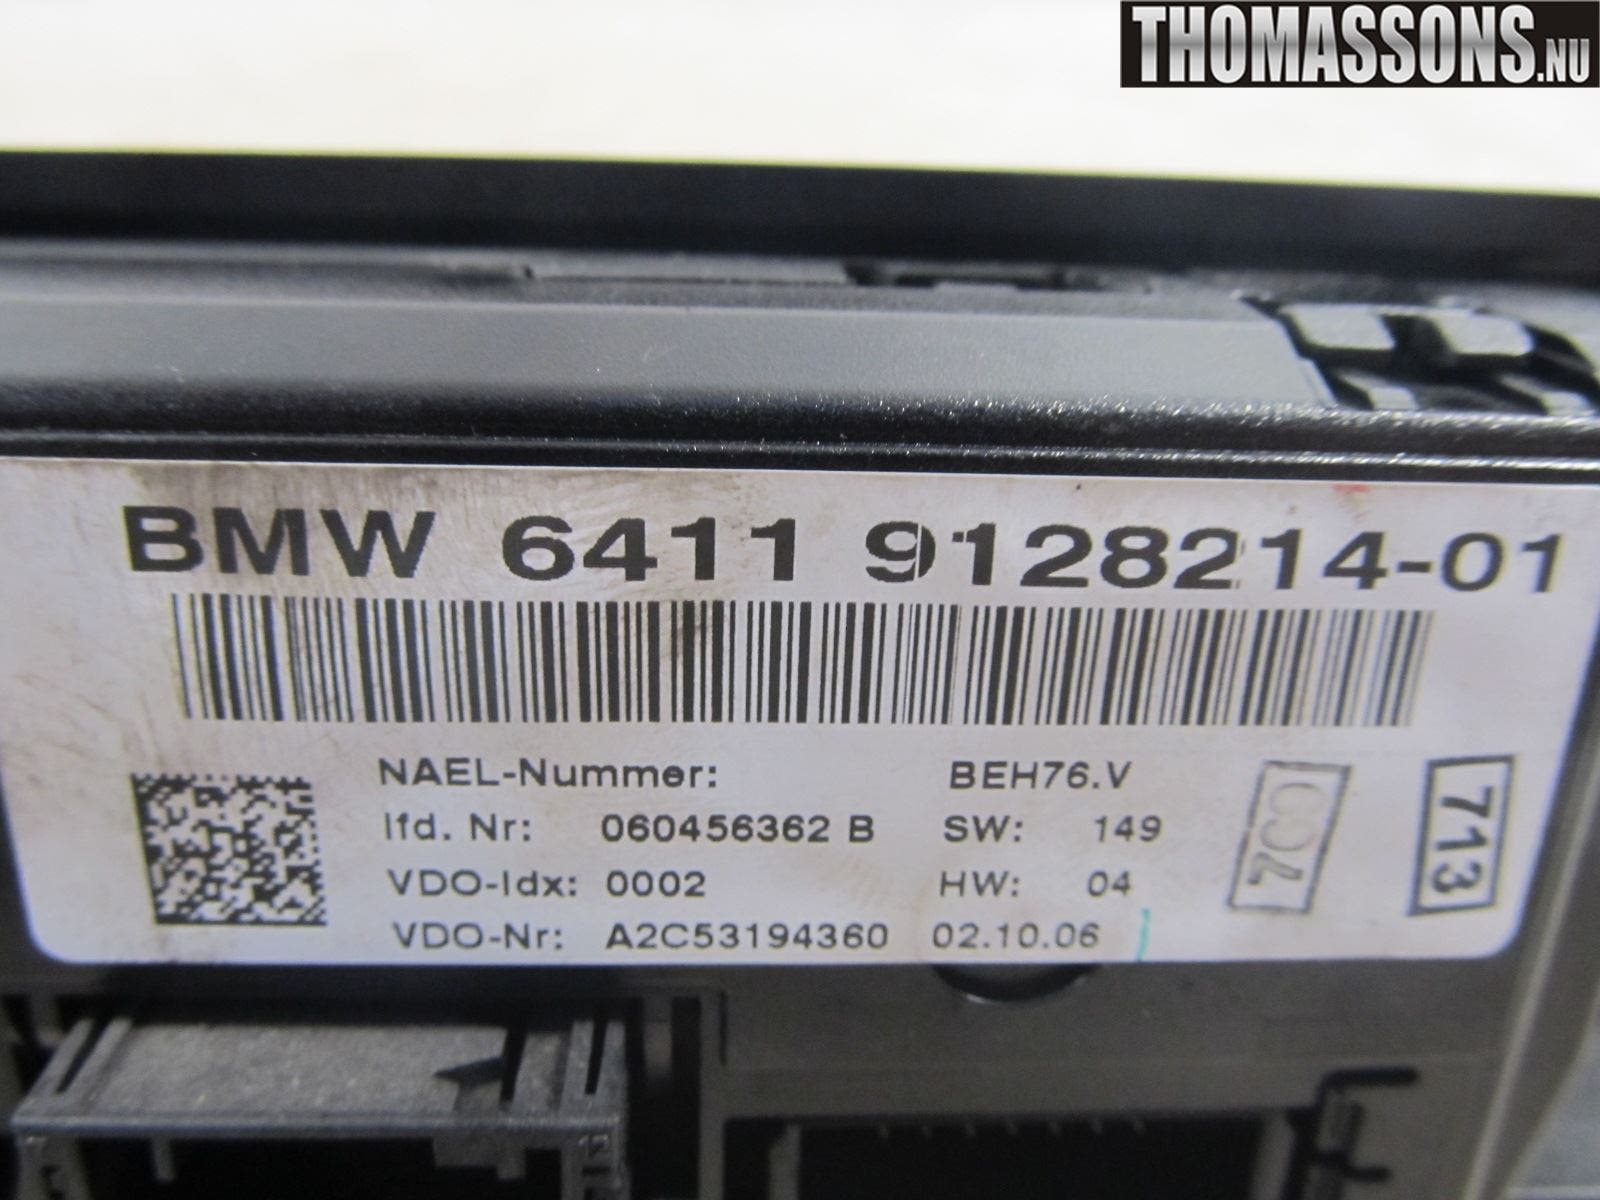 THOMASSONS.NU
BMW 6411 9128214-01
NAEL-Nummer: BEH76.V
lfd. Nr: 060456362 B SW: 149
VDO-Idx: 0002 HW: 04
VDO-Nr: A2C53194360 02.10.06
713